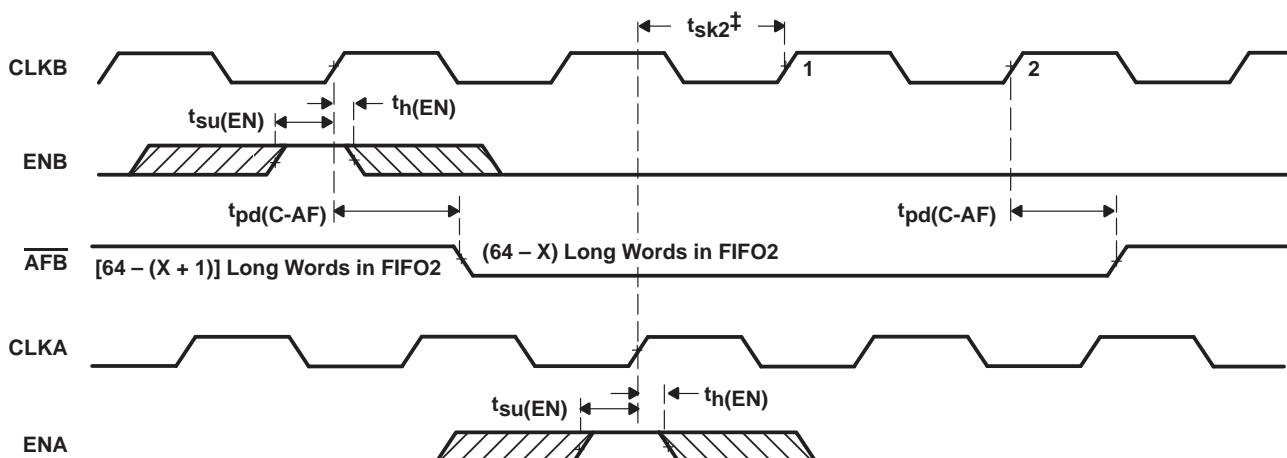 tsk2‡
CLKB
1
2
tsu(EN)
th(EN)
ENB
tpd(C-AF)
tpd(C-AF)
AFB
[64 – (X + 1)] Long Words in FIFO2
(64 – X) Long Words in FIFO2
CLKA
tsu(EN)
th(EN)
ENA